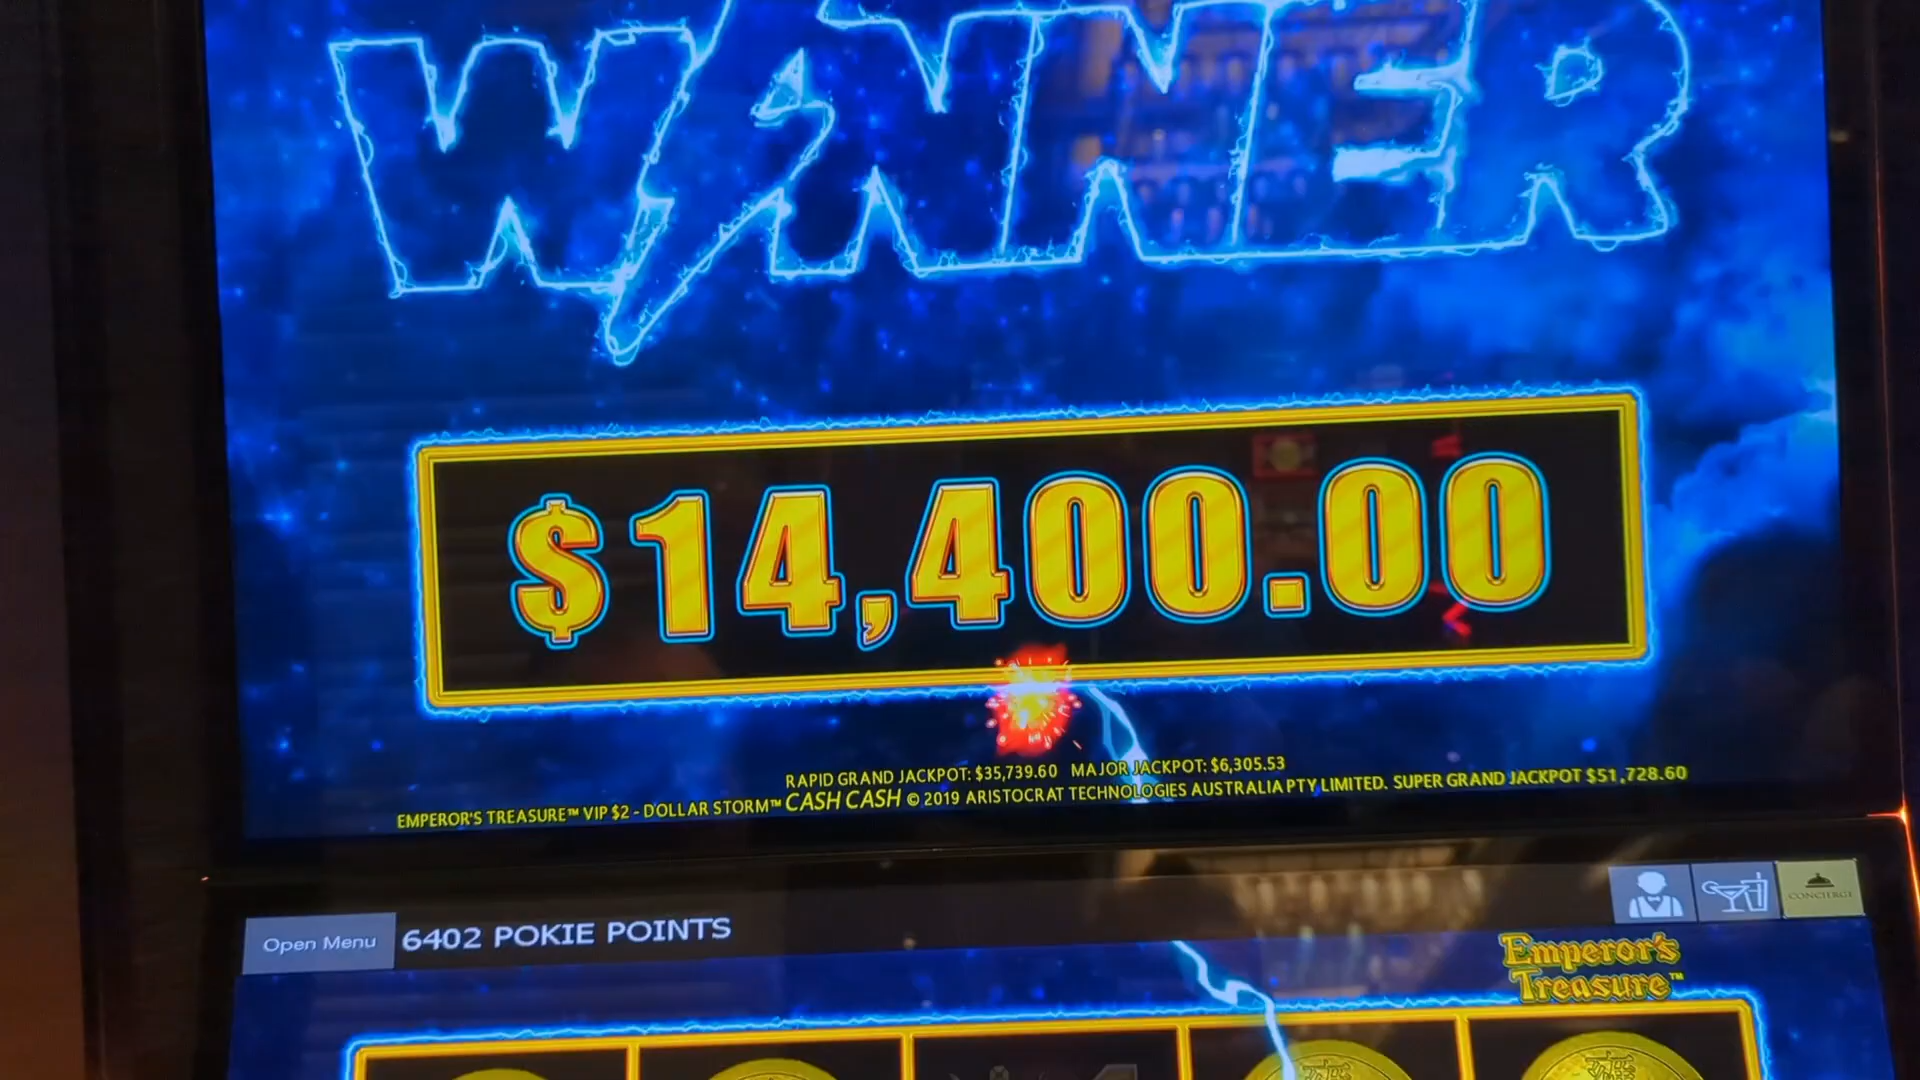 WINNER
$14,400.00
RAPID GRAND JACKPOT: $35,739.60 MAJOR JACKPOT: $6,305.53
EMPEROR'S TREASURE™ VIP $2 - DOLLAR STORM™ CASH CASH © 2019 ARISTOCRAT TECHNOLOGIES AUSTRALIA PTY LIMITED. SUPER GRAND JACKPOT $51,728.60
Open Menu
6402 POKIE POINTS
CONCIERGE
Emperor's
Treasure™